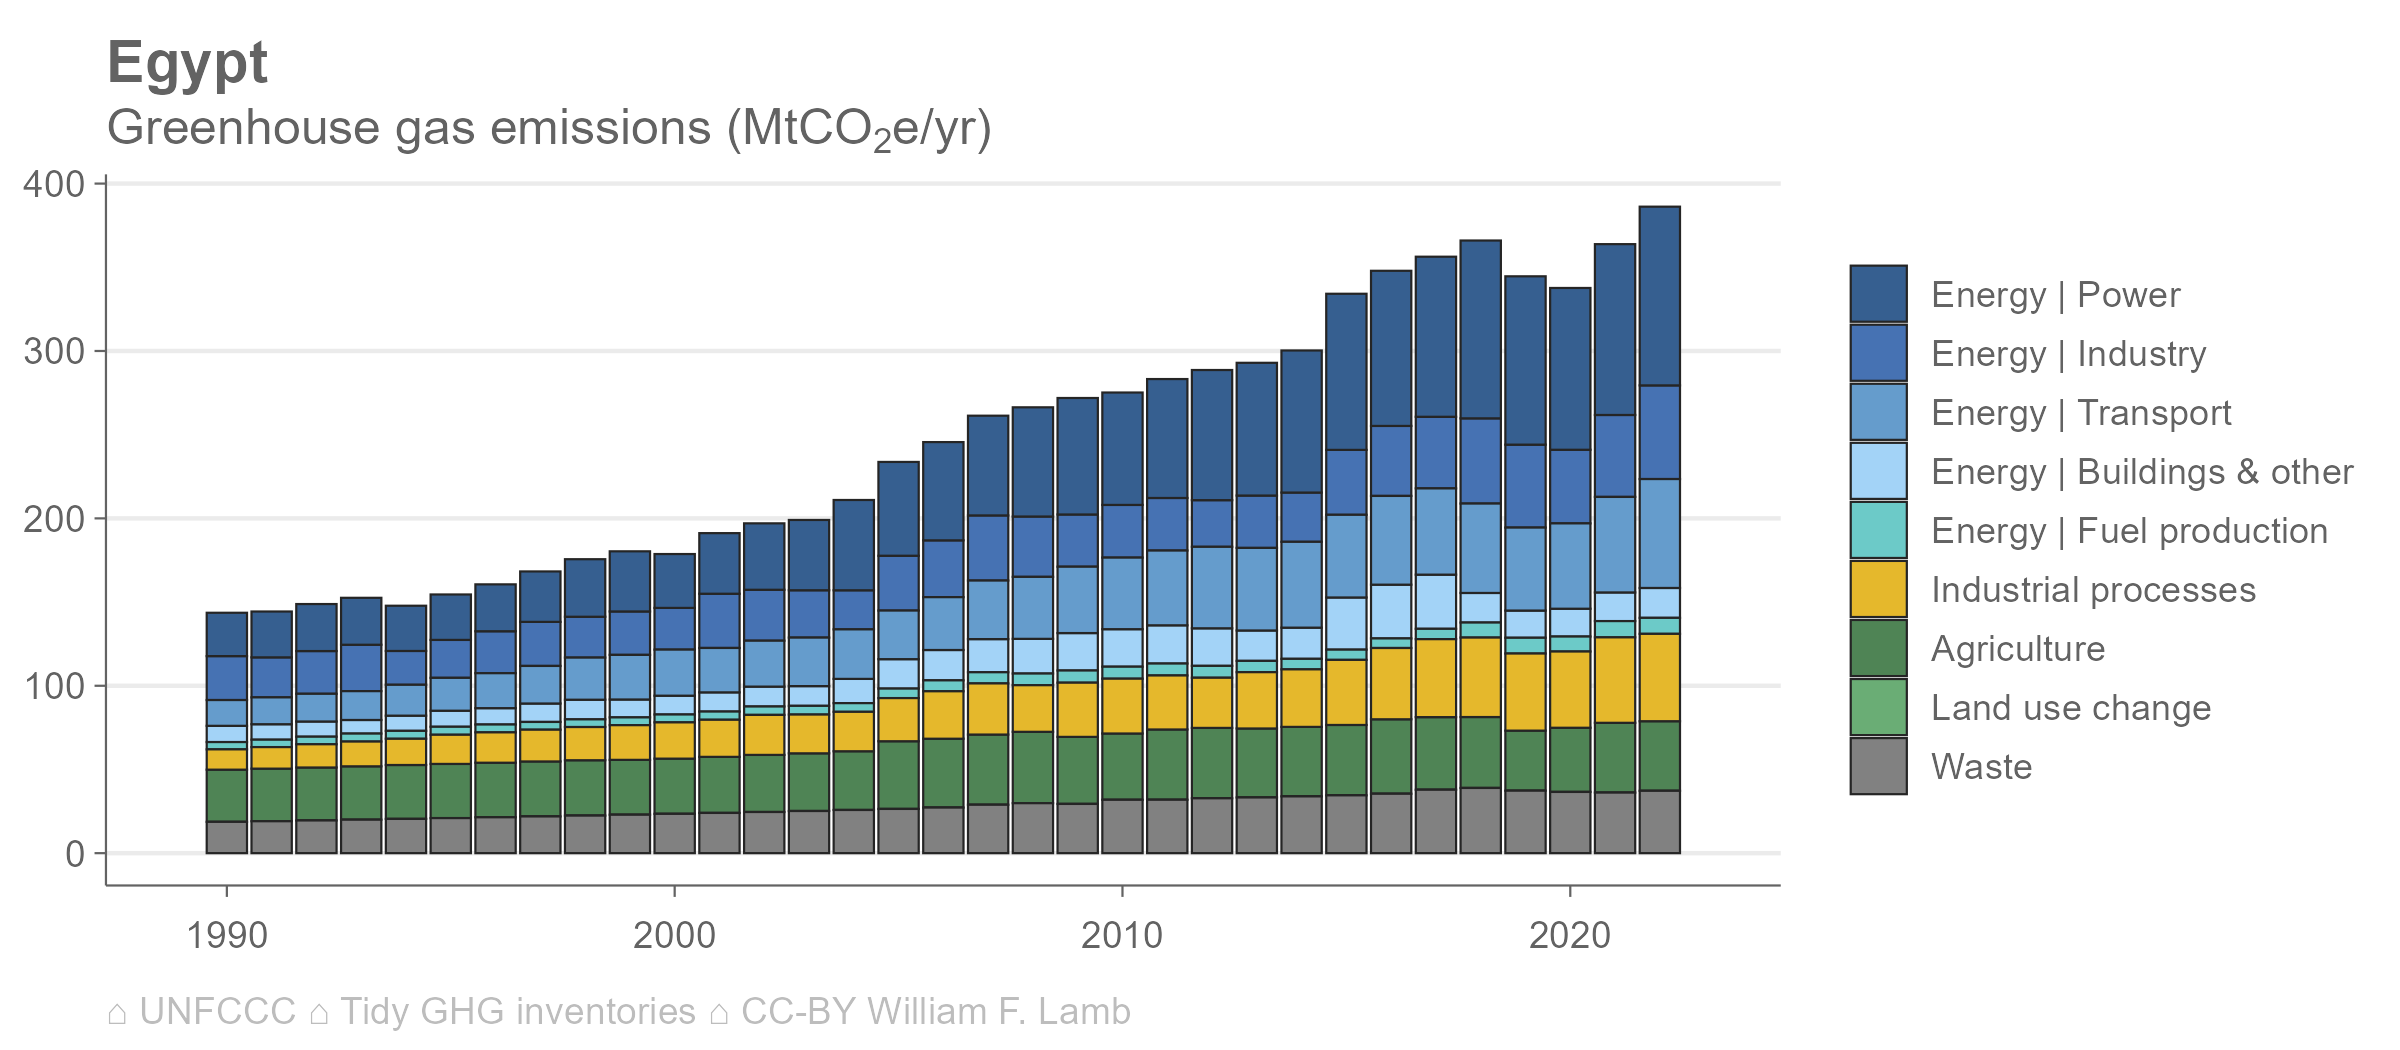 Egypt
Greenhouse gas emissions (MtCO₂e/yr)
400
300
200
100
0
1990 2000 2010 2020
Energy | Power
Energy | Industry
Energy | Transport
Energy | Buildings & other
Energy | Fuel production
Industrial processes
Agriculture
Land use change
Waste
⌂ UNFCCC ⌂ Tidy GHG inventories ⌂ CC-BY William F. Lamb